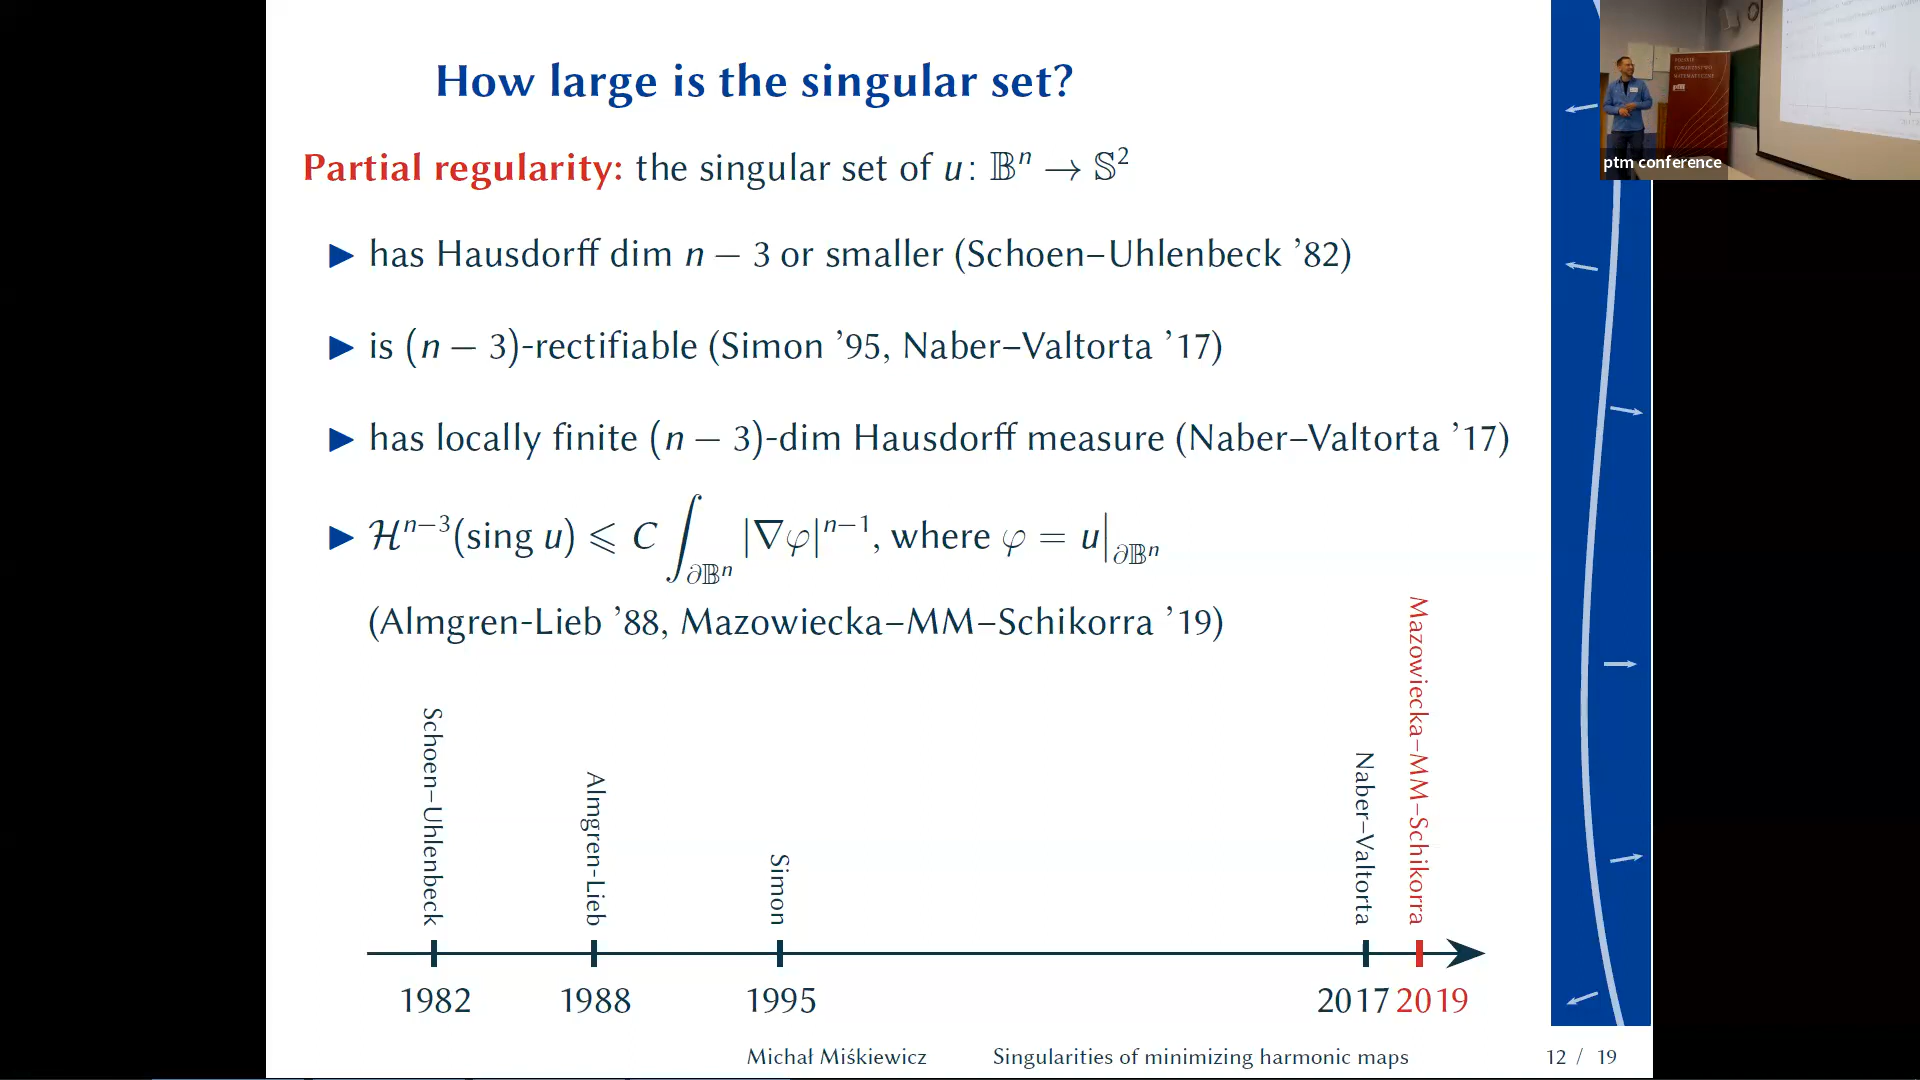 How large is the singular set?
Partial regularity: the singular set of u: 𝔹ⁿ → 𝕊²
▶ has Hausdorff dim n − 3 or smaller (Schoen–Uhlenbeck ’82)
▶ is (n − 3)-rectifiable (Simon ’95, Naber–Valtorta ’17)
▶ has locally finite (n − 3)-dim Hausdorff measure (Naber–Valtorta ’17)
▶ ℋⁿ⁻³(sing u) ⩽ C ∫_{∂𝔹ⁿ} |∇φ|ⁿ⁻¹, where φ = u|_{∂𝔹ⁿ}
(Almgren-Lieb ’88, Mazowiecka–MM–Schikorra ’19)
Schoen–Uhlenbeck
Almgren-Lieb
Simon
Naber–Valtorta
Mazowiecka–MM–Schikorra
1982 1988 1995 2017 2019
Michał Miśkiewicz Singularities of minimizing harmonic maps 12 / 19
POLSKIE
TOWARZYSTWO
MATEMATYCZNE
ptm conference